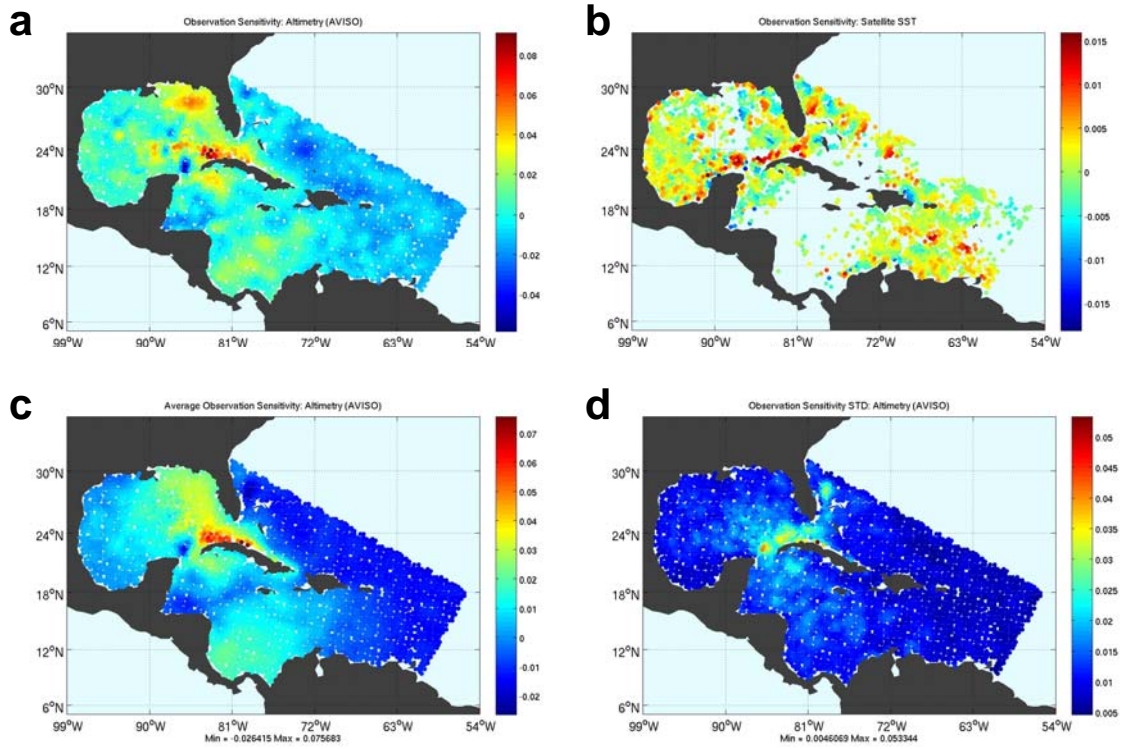 a
Observation Sensitivity: Altimetry (AVISO)
30°N
24°N
18°N
12°N
6°N
99°W 90°W 81°W 72°W 63°W 54°W
0.08
0.06
0.04
0.02
0
-0.02
-0.04
b
Observation Sensitivity: Satellite SST
30°N
24°N
18°N
12°N
6°N
99°W 90°W 81°W 72°W 63°W 54°W
0.015
0.01
0.005
0
-0.005
-0.01
-0.015
c
Average Observation Sensitivity: Altimetry (AVISO)
30°N
24°N
18°N
12°N
6°N
99°W 90°W 81°W 72°W 63°W 54°W
Min = -0.026415 Max = 0.075683
0.07
0.06
0.05
0.04
0.03
0.02
0.01
0
-0.01
-0.02
d
Observation Sensitivity STD: Altimetry (AVISO)
30°N
24°N
18°N
12°N
6°N
99°W 90°W 81°W 72°W 63°W 54°W
Min = 0.0046069 Max = 0.053344
0.05
0.045
0.04
0.035
0.03
0.025
0.02
0.015
0.01
0.005